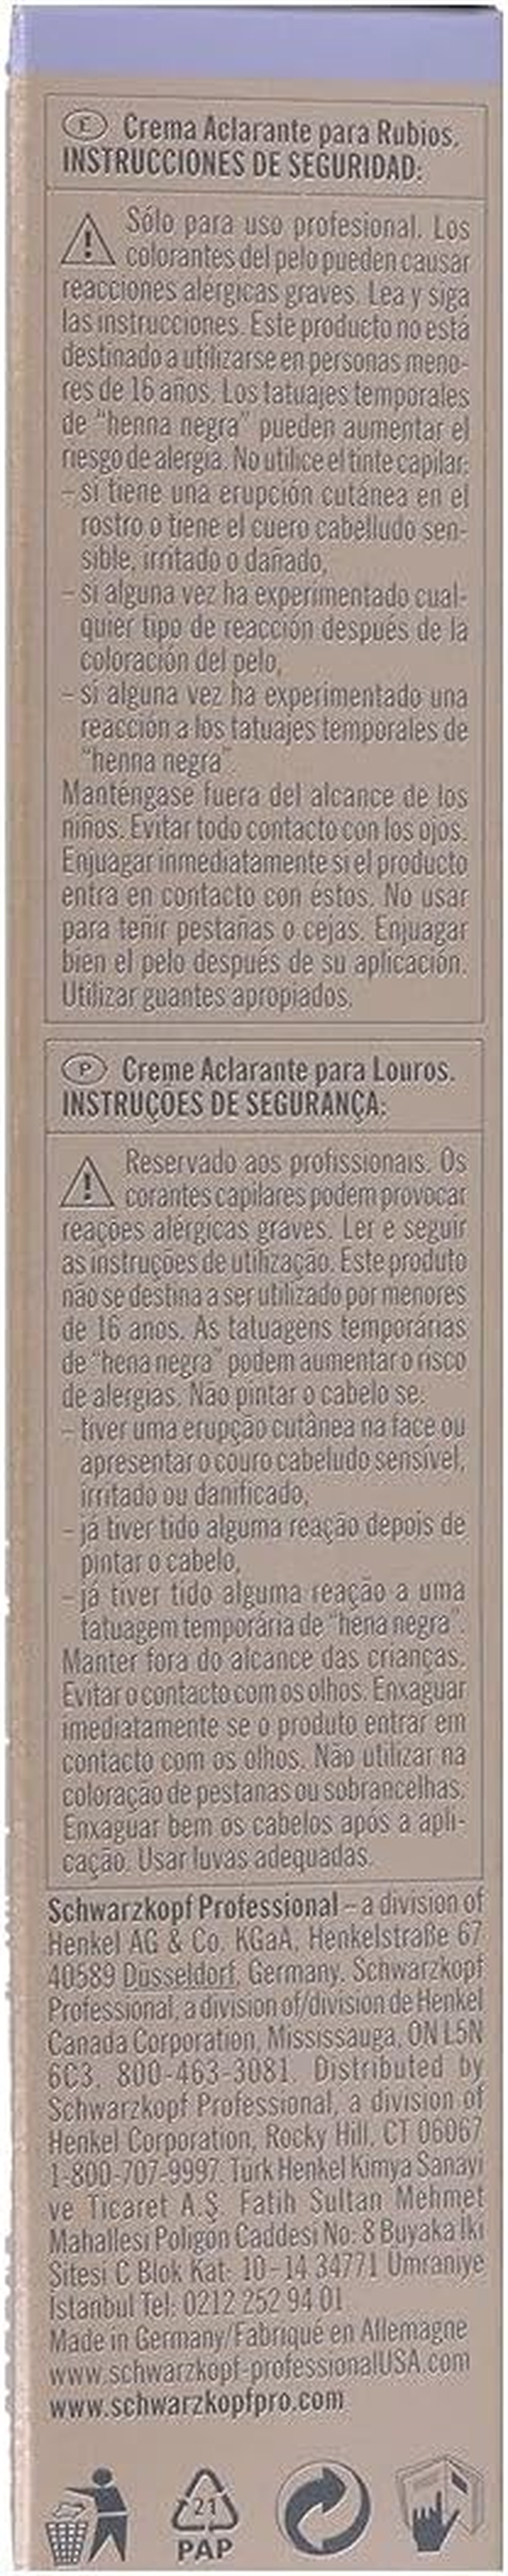 E Crema Aclarante para Rubios.
INSTRUCCIONES DE SEGURIDAD:
Sólo para uso profesional. Los
colorantes del pelo pueden causar
reacciones alérgicas graves. Lea y siga
las instrucciones. Este producto no está
destinado a utilizarse en personas meno-
res de 16 años. Los tatuajes temporales
de "henna negra" pueden aumentar el
riesgo de alergia. No utilice el tinte capilar:
– si tiene una erupción cutánea en el
rostro o tiene el cuero cabelludo sen-
sible, irritado o dañado,
– si alguna vez ha experimentado cual-
quier tipo de reacción después de la
coloración del pelo,
– si alguna vez ha experimentado una
reacción a los tatuajes temporales de
"henna negra".
Manténgase fuera del alcance de los
niños. Evitar todo contacto con los ojos.
Enjuagar inmediatamente si el producto
entra en contacto con éstos. No usar
para teñir pestañas o cejas. Enjuagar
bien el pelo después de su aplicación.
Utilizar guantes apropiados.
P Creme Aclarante para Louros.
INSTRUÇÕES DE SEGURANÇA:
Reservado aos profissionais. Os
corantes capilares podem provocar
reações alérgicas graves. Ler e seguir
as instruções de utilização. Este produto
não se destina a ser utilizado por menores
de 16 anos. As tatuagens temporárias
de "hena negra" podem aumentar o risco
de alergias. Não pintar o cabelo se:
– tiver uma erupção cutânea na face ou
apresentar o couro cabeludo sensível,
irritado ou danificado,
– já tiver tido alguma reação depois de
pintar o cabelo,
– já tiver tido alguma reação a uma
tatuagem temporária de "hena negra".
Manter fora do alcance das crianças.
Evitar o contacto com os olhos. Enxaguar
imediatamente se o produto entrar em
contacto com os olhos. Não utilizar na
coloração de pestanas ou sobrancelhas.
Enxaguar bem os cabelos após a apli-
cação. Usar luvas adequadas.
Schwarzkopf Professional – a division of
Henkel AG & Co. KGaA, Henkelstraße 67
40589 Düsseldorf, Germany. Schwarzkopf
Professional, a division of/division de Henkel
Canada Corporation, Mississauga, ON L5N
6C3. 800-463-3081. Distributed by
Schwarzkopf Professional, a division of
Henkel Corporation, Rocky Hill, CT 06067
1-800-707-9997. Türk Henkel Kimya Sanayi
ve Ticaret A.Ş. Fatih Sultan Mehmet
Mahallesi Poligon Caddesi No: 8 Buyaka İki
Sitesi C Blok Kat: 10–14 34771 Ümraniye
İstanbul Tel: 0212 252 94 01
Made in Germany/Fabriqué en Allemagne
www.schwarzkopf-professionalUSA.com
www.schwarzkopfpro.com
21
PAP